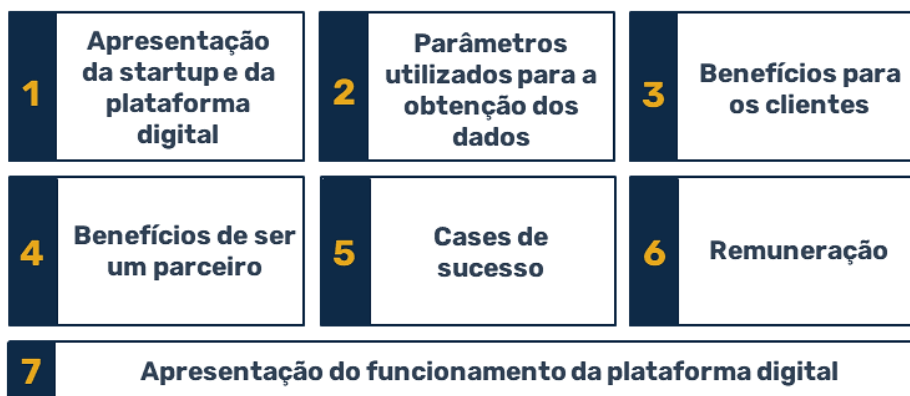 1
Apresentação
da startup e da
plataforma
digital
2
Parâmetros
utilizados para a
obtenção dos
dados
3
Benefícios para
os clientes
4
Benefícios de ser
um parceiro
5
Cases de
sucesso
6
Remuneração
7
Apresentação do funcionamento da plataforma digital